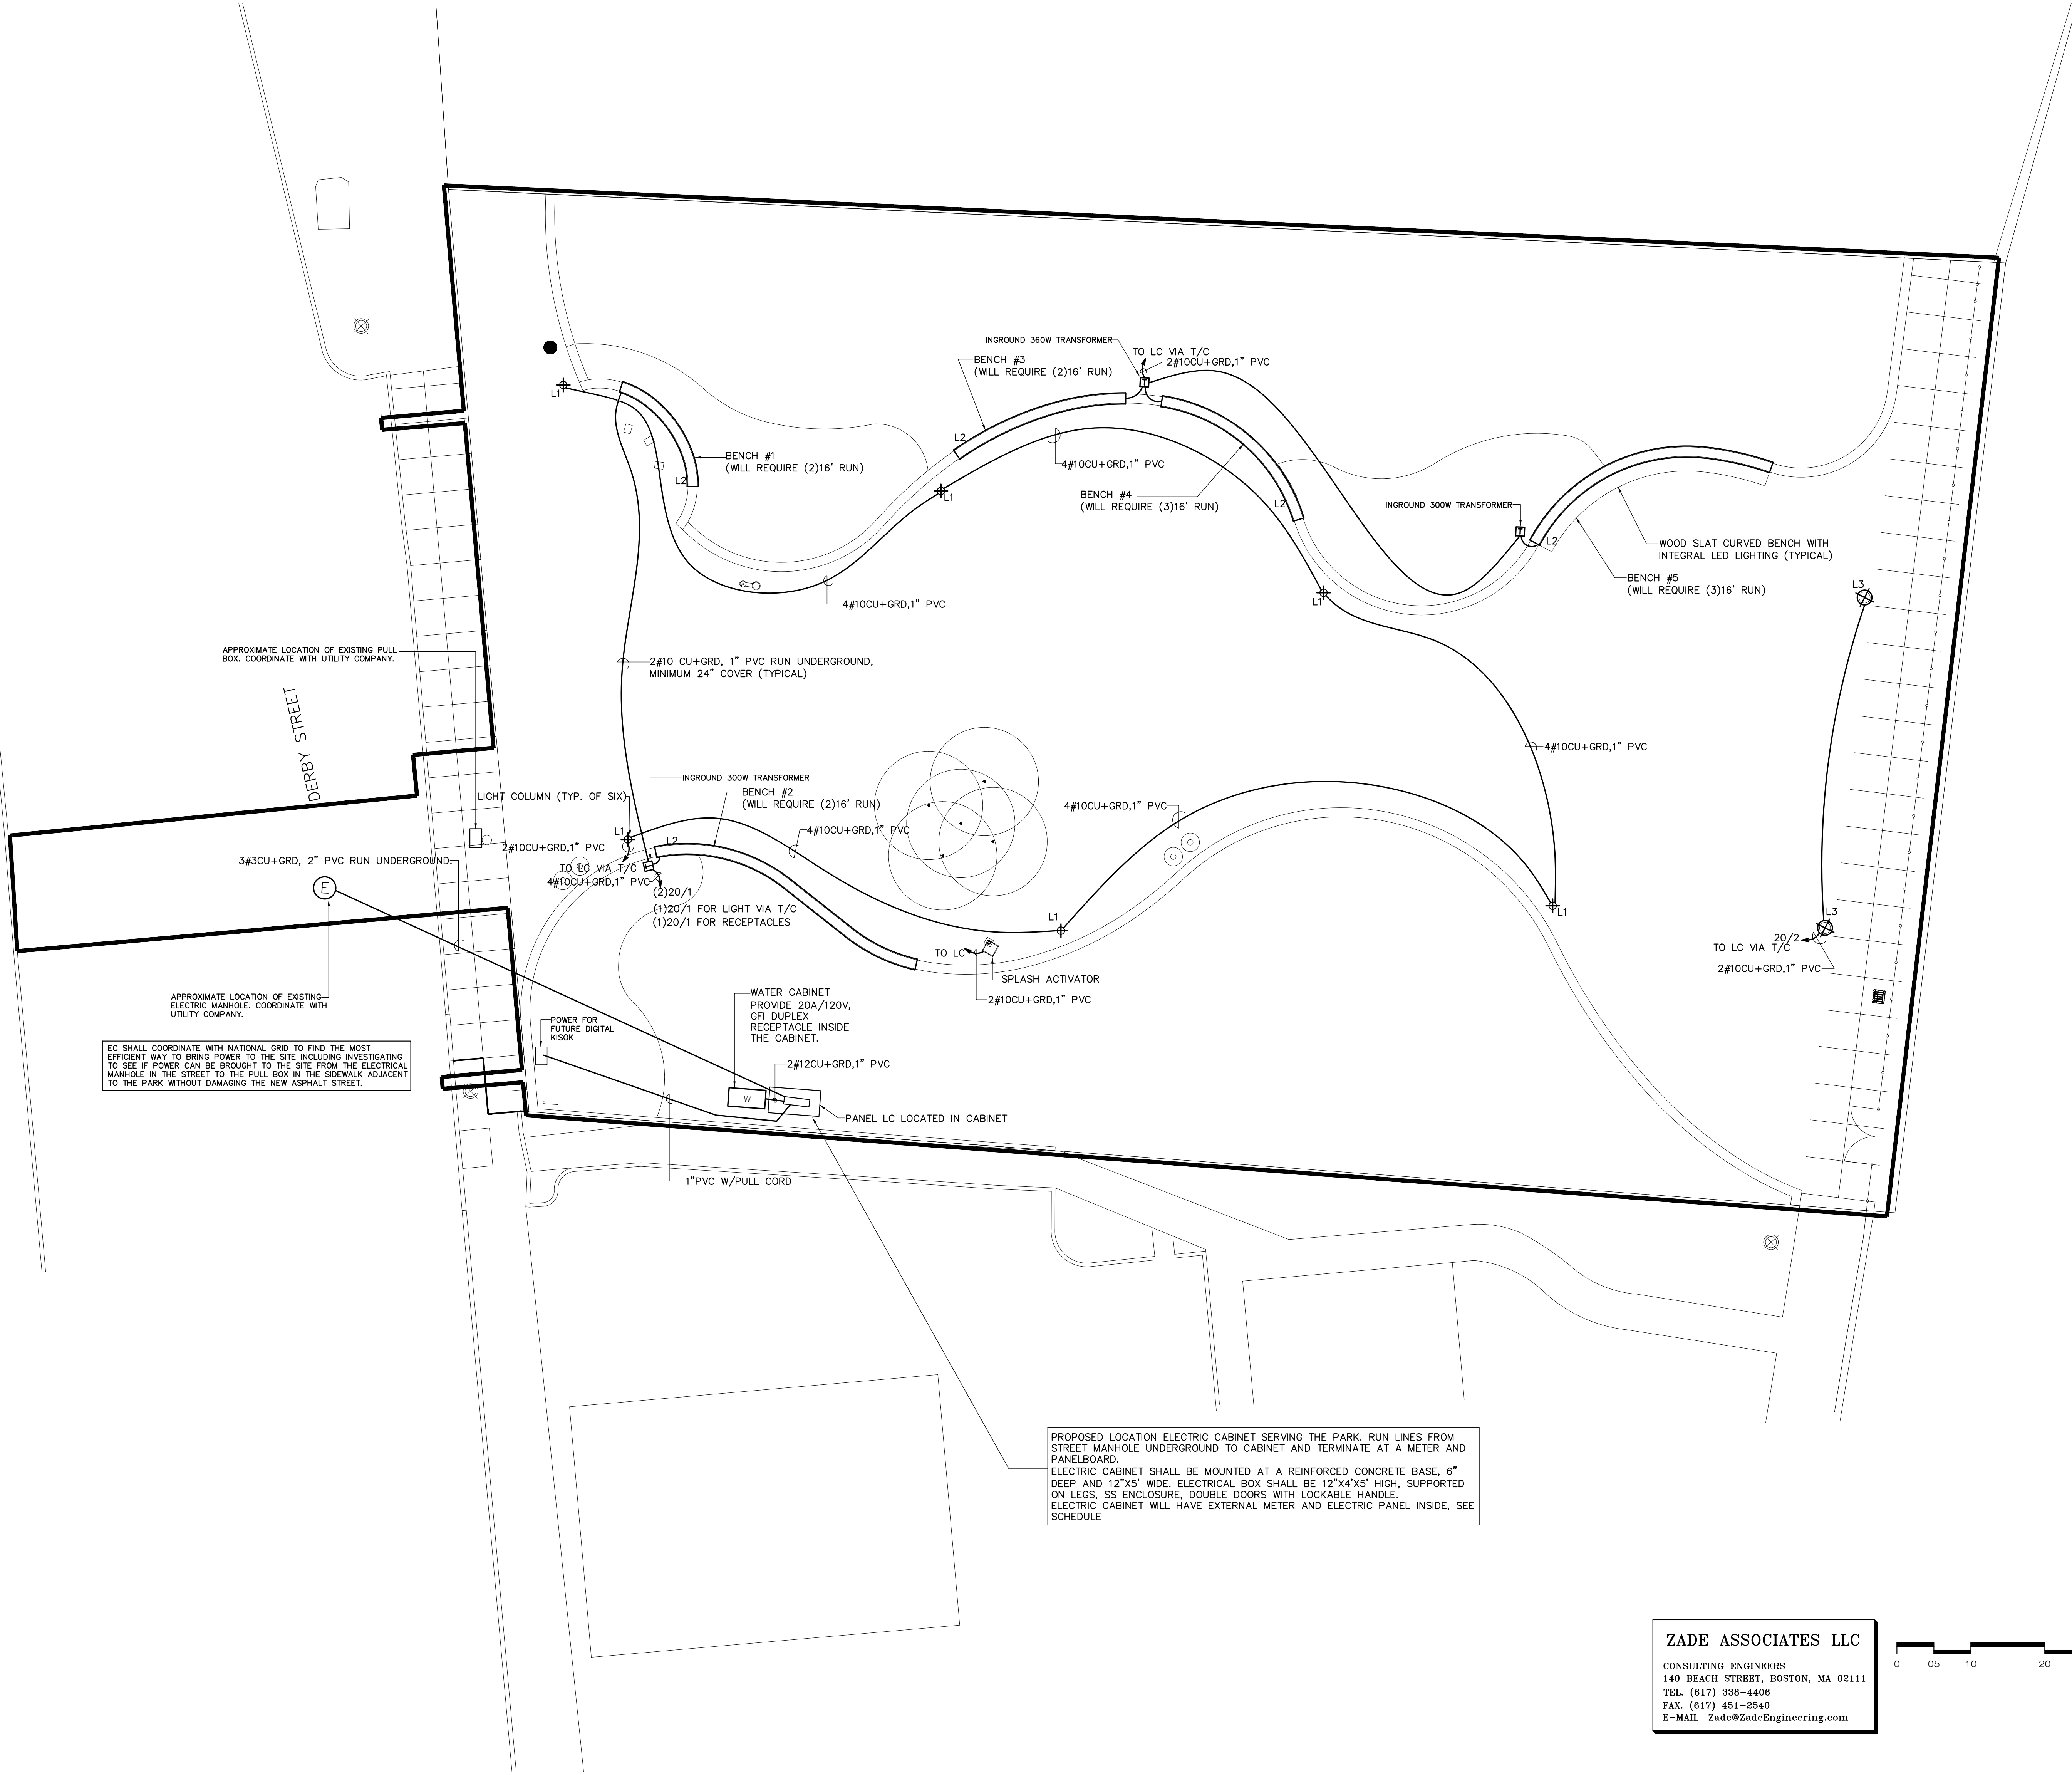 INGROUND 360W TRANSFORMER
TO LC VIA T/C
2#10CU+GRD,1" PVC
BENCH #3
(WILL REQUIRE (2)16' RUN)
L1
L2
BENCH #1
(WILL REQUIRE (2)16' RUN)
L2
L1
4#10CU+GRD,1" PVC
BENCH #4
(WILL REQUIRE (3)16' RUN)
L2
INGROUND 300W TRANSFORMER
T
T
L2
WOOD SLAT CURVED BENCH WITH
INTEGRAL LED LIGHTING (TYPICAL)
BENCH #5
(WILL REQUIRE (3)16' RUN)
L3
4#10CU+GRD,1" PVC
L1
APPROXIMATE LOCATION OF EXISTING PULL
BOX. COORDINATE WITH UTILITY COMPANY.
2#10 CU+GRD, 1" PVC RUN UNDERGROUND,
MINIMUM 24" COVER (TYPICAL)
DERBY STREET
4#10CU+GRD,1" PVC
INGROUND 300W TRANSFORMER
LIGHT COLUMN (TYP. OF SIX)
BENCH #2
(WILL REQUIRE (2)16' RUN)
4#10CU+GRD,1" PVC
L1
4#10CU+GRD,1" PVC
2#10CU+GRD,1" PVC
L2
3#3CU+GRD, 2" PVC RUN UNDERGROUND.
TO LC VIA T/C
4#10CU+GRD,1" PVC
E
(2)20/1
(1)20/1 FOR LIGHT VIA T/C
(1)20/1 FOR RECEPTACLES
L1
L1
L3
20/2
TO LC VIA T/C
2#10CU+GRD,1" PVC
TO LC
SPLASH ACTIVATOR
2#10CU+GRD,1" PVC
APPROXIMATE LOCATION OF EXISTING
ELECTRIC MANHOLE. COORDINATE WITH
UTILITY COMPANY.
WATER CABINET
PROVIDE 20A/120V,
GFI DUPLEX
RECEPTACLE INSIDE
THE CABINET.
POWER FOR
FUTURE DIGITAL
KISOK
EC SHALL COORDINATE WITH NATIONAL GRID TO FIND THE MOST
EFFICIENT WAY TO BRING POWER TO THE SITE INCLUDING INVESTIGATING
TO SEE IF POWER CAN BE BROUGHT TO THE SITE FROM THE ELECTRICAL
MANHOLE IN THE STREET TO THE PULL BOX IN THE SIDEWALK ADJACENT
TO THE PARK WITHOUT DAMAGING THE NEW ASPHALT STREET.
2#12CU+GRD,1" PVC
W
PANEL LC LOCATED IN CABINET
1"PVC W/PULL CORD
PROPOSED LOCATION ELECTRIC CABINET SERVING THE PARK. RUN LINES FROM
STREET MANHOLE UNDERGROUND TO CABINET AND TERMINATE AT A METER AND
PANELBOARD.
ELECTRIC CABINET SHALL BE MOUNTED AT A REINFORCED CONCRETE BASE, 6"
DEEP AND 12"X5' WIDE. ELECTRICAL BOX SHALL BE 12"X4'X5' HIGH, SUPPORTED
ON LEGS, SS ENCLOSURE, DOUBLE DOORS WITH LOCKABLE HANDLE.
ELECTRIC CABINET WILL HAVE EXTERNAL METER AND ELECTRIC PANEL INSIDE, SEE
SCHEDULE
ZADE ASSOCIATES LLC
CONSULTING ENGINEERS
140 BEACH STREET, BOSTON, MA 02111
TEL. (617) 338-4406
FAX. (617) 451-2540
E-MAIL Zade@ZadeEngineering.com
0 05 10 20